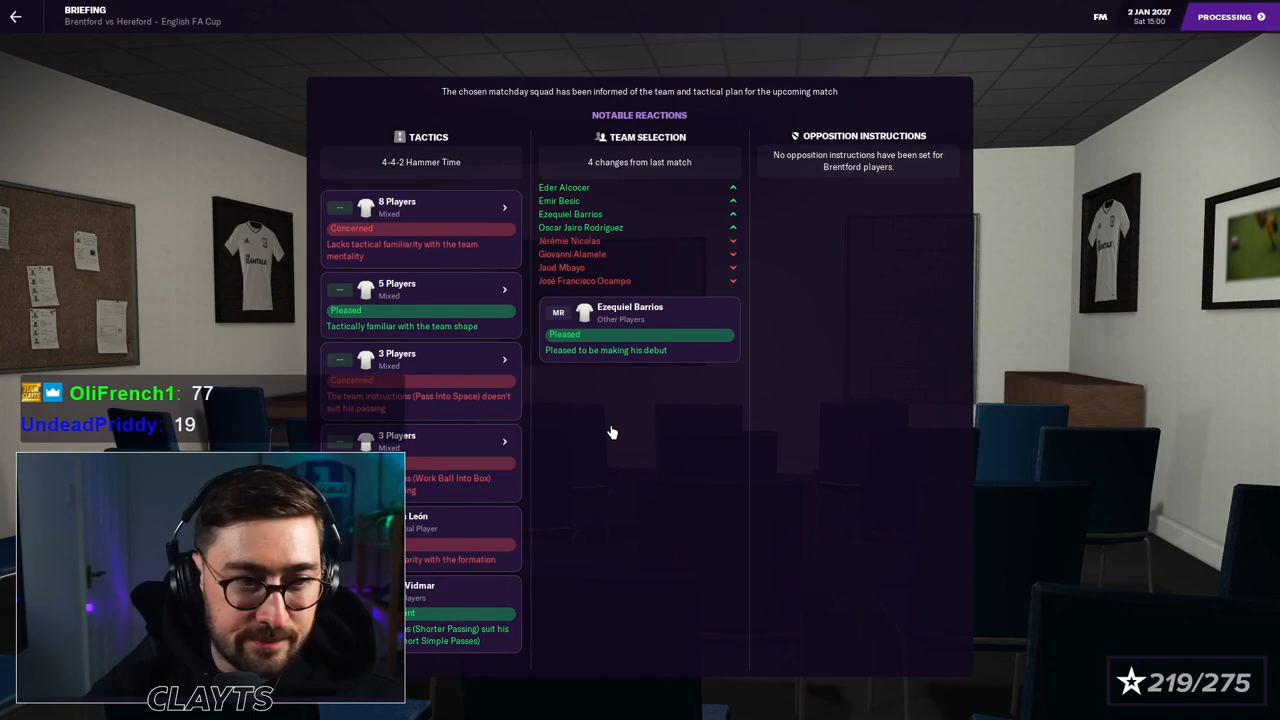 BRIEFING
Brentford vs Hereford - English FA Cup
FM
2 JAN 2027
Sat 15:00
PROCESSING
The chosen matchday squad has been informed of the team and tactical plan for the upcoming match
NOTABLE REACTIONS
TACTICS
4-4-2 Hammer Time
--
8 Players
Mixed
Concerned
Lacks tactical familiarity with the team
mentality
--
5 Players
Mixed
Pleased
Tactically familiar with the team shape
--
3 Players
Mixed
Concerned
The team instructions (Pass Into Space) doesn't
suit his passing
--
3 Players
Mixed
s (Work Ball Into Box)
ng
León
ial Player
arity with the formation
Vidmar
layers
nt
s (Shorter Passing) suit his
ort Simple Passes)
TEAM SELECTION
4 changes from last match
Eder Alcocer
Emir Besic
Ezequiel Barrios
Oscar Jairo Rodríguez
Jérémie Nicolas
Giovanni Alamele
Jaud Mbayo
José Francisco Ocampo
MR
Ezequiel Barrios
Other Players
Pleased
Pleased to be making his debut
OPPOSITION INSTRUCTIONS
No opposition instructions have been set for
Brentford players.
OliFrench1: 77
UndeadPriddy: 19
CLAYTS
219/275